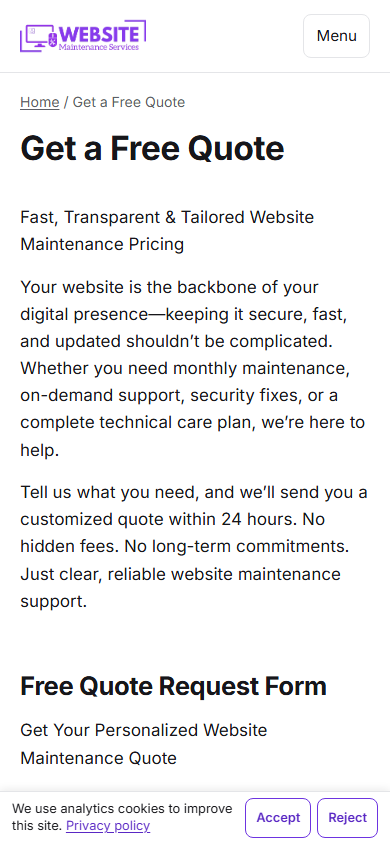 WEBSITE
Maintenance Services
Menu
Home / Get a Free Quote
Get a Free Quote
Fast, Transparent & Tailored Website
Maintenance Pricing
Your website is the backbone of your
digital presence—keeping it secure, fast,
and updated shouldn’t be complicated.
Whether you need monthly maintenance,
on-demand support, security fixes, or a
complete technical care plan, we’re here to
help.
Tell us what you need, and we’ll send you a
customized quote within 24 hours. No
hidden fees. No long-term commitments.
Just clear, reliable website maintenance
support.
Free Quote Request Form
Get Your Personalized Website
Maintenance Quote
We use analytics cookies to improve
this site. Privacy policy
Accept
Reject